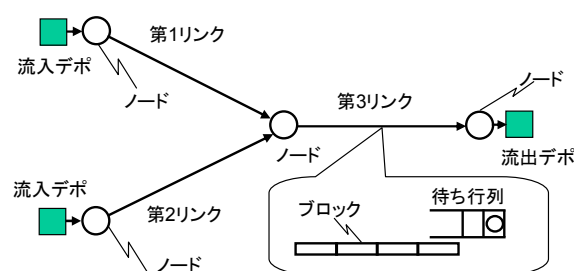 第1リンク
流入デポ
ノード
ノード
第3リンク
ノード
流出デポ
流入デポ
第2リンク
ノード
ブロック
待ち行列